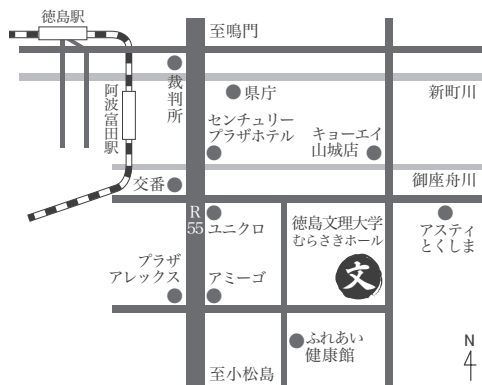 徳島駅
至鳴門
裁判所
県庁
新町川
阿波富田駅
センチュリー
プラザホテル
キョーエイ
山城店
交番
御座舟川
R
55
ユニクロ
徳島文理大学
むらさきホール
文
アスティ
とくしま
プラザ
アレックス
アミーゴ
ふれあい
健康館
至小松島
N